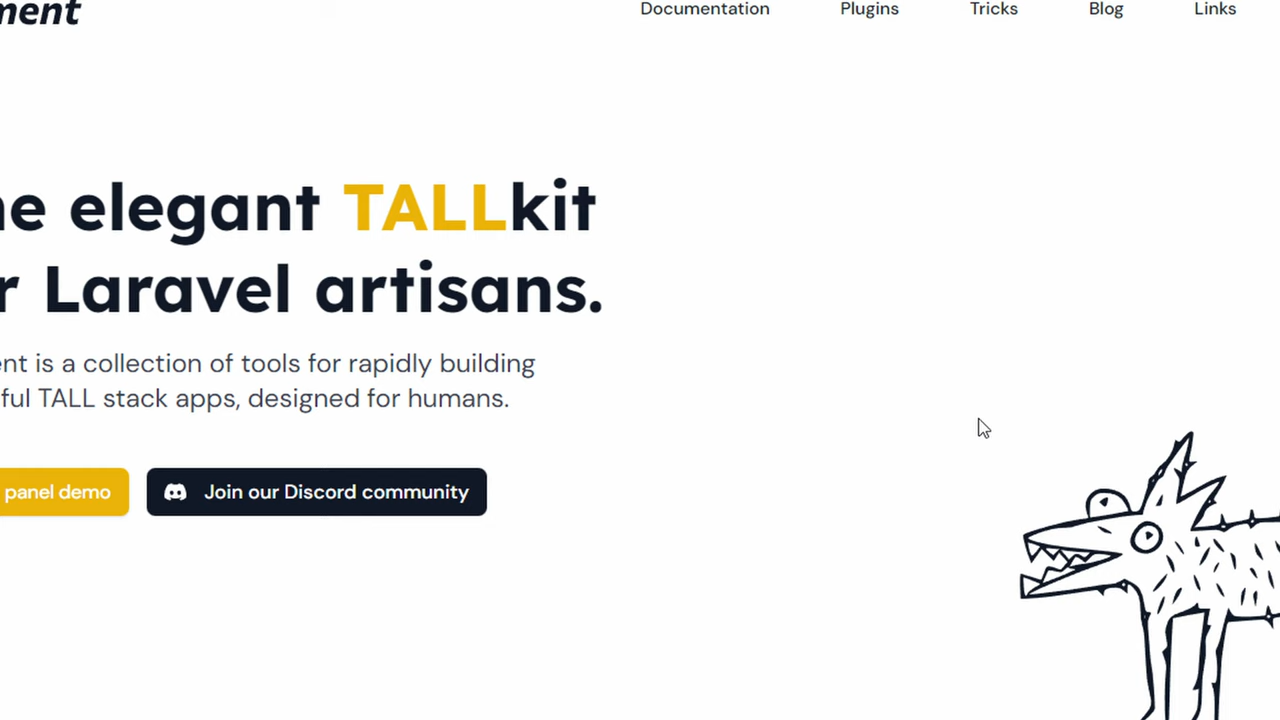 ment
Documentation Plugins Tricks Blog Links
he elegant TALLkit
r Laravel artisans.
ent is a collection of tools for rapidly building
ful TALL stack apps, designed for humans.
panel demo
Join our Discord community